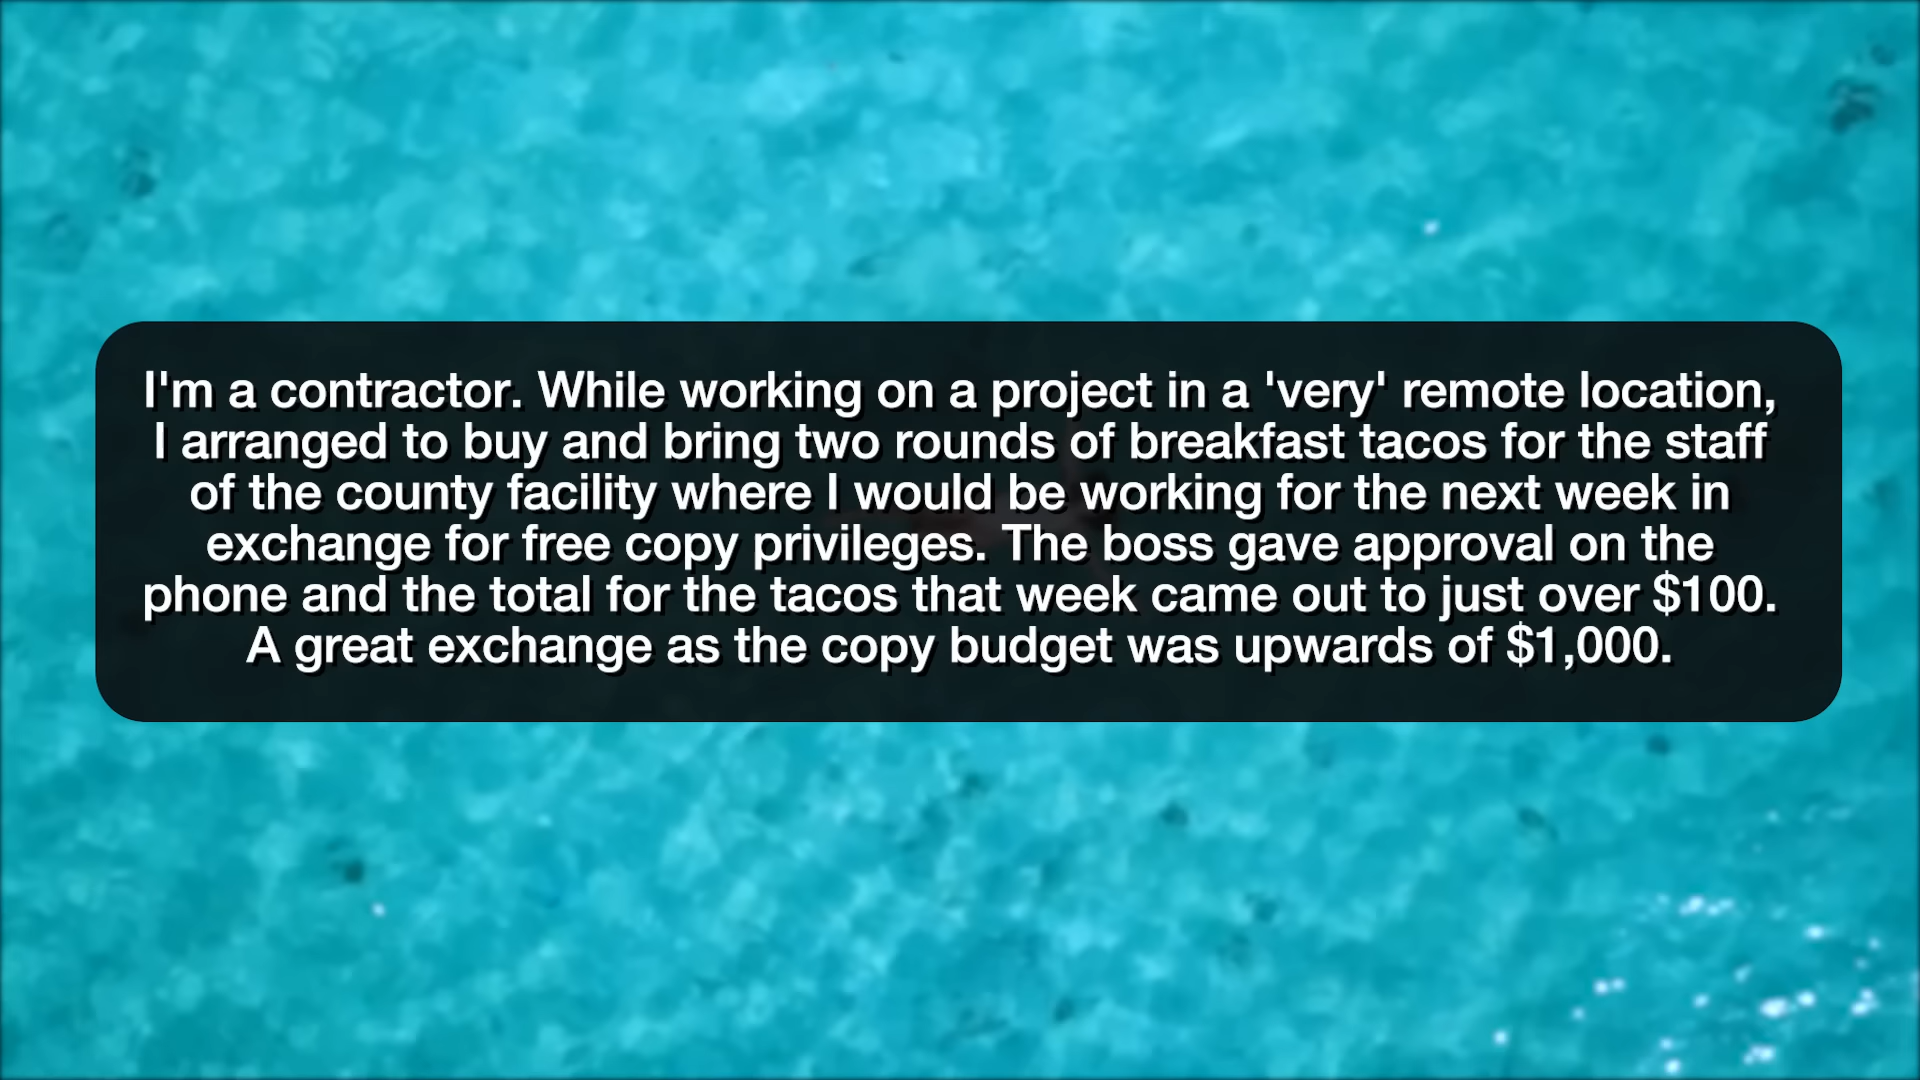 I'm a contractor. While working on a project in a 'very' remote location,
I arranged to buy and bring two rounds of breakfast tacos for the staff
of the county facility where I would be working for the next week in
exchange for free copy privileges. The boss gave approval on the
phone and the total for the tacos that week came out to just over $100.
A great exchange as the copy budget was upwards of $1,000.